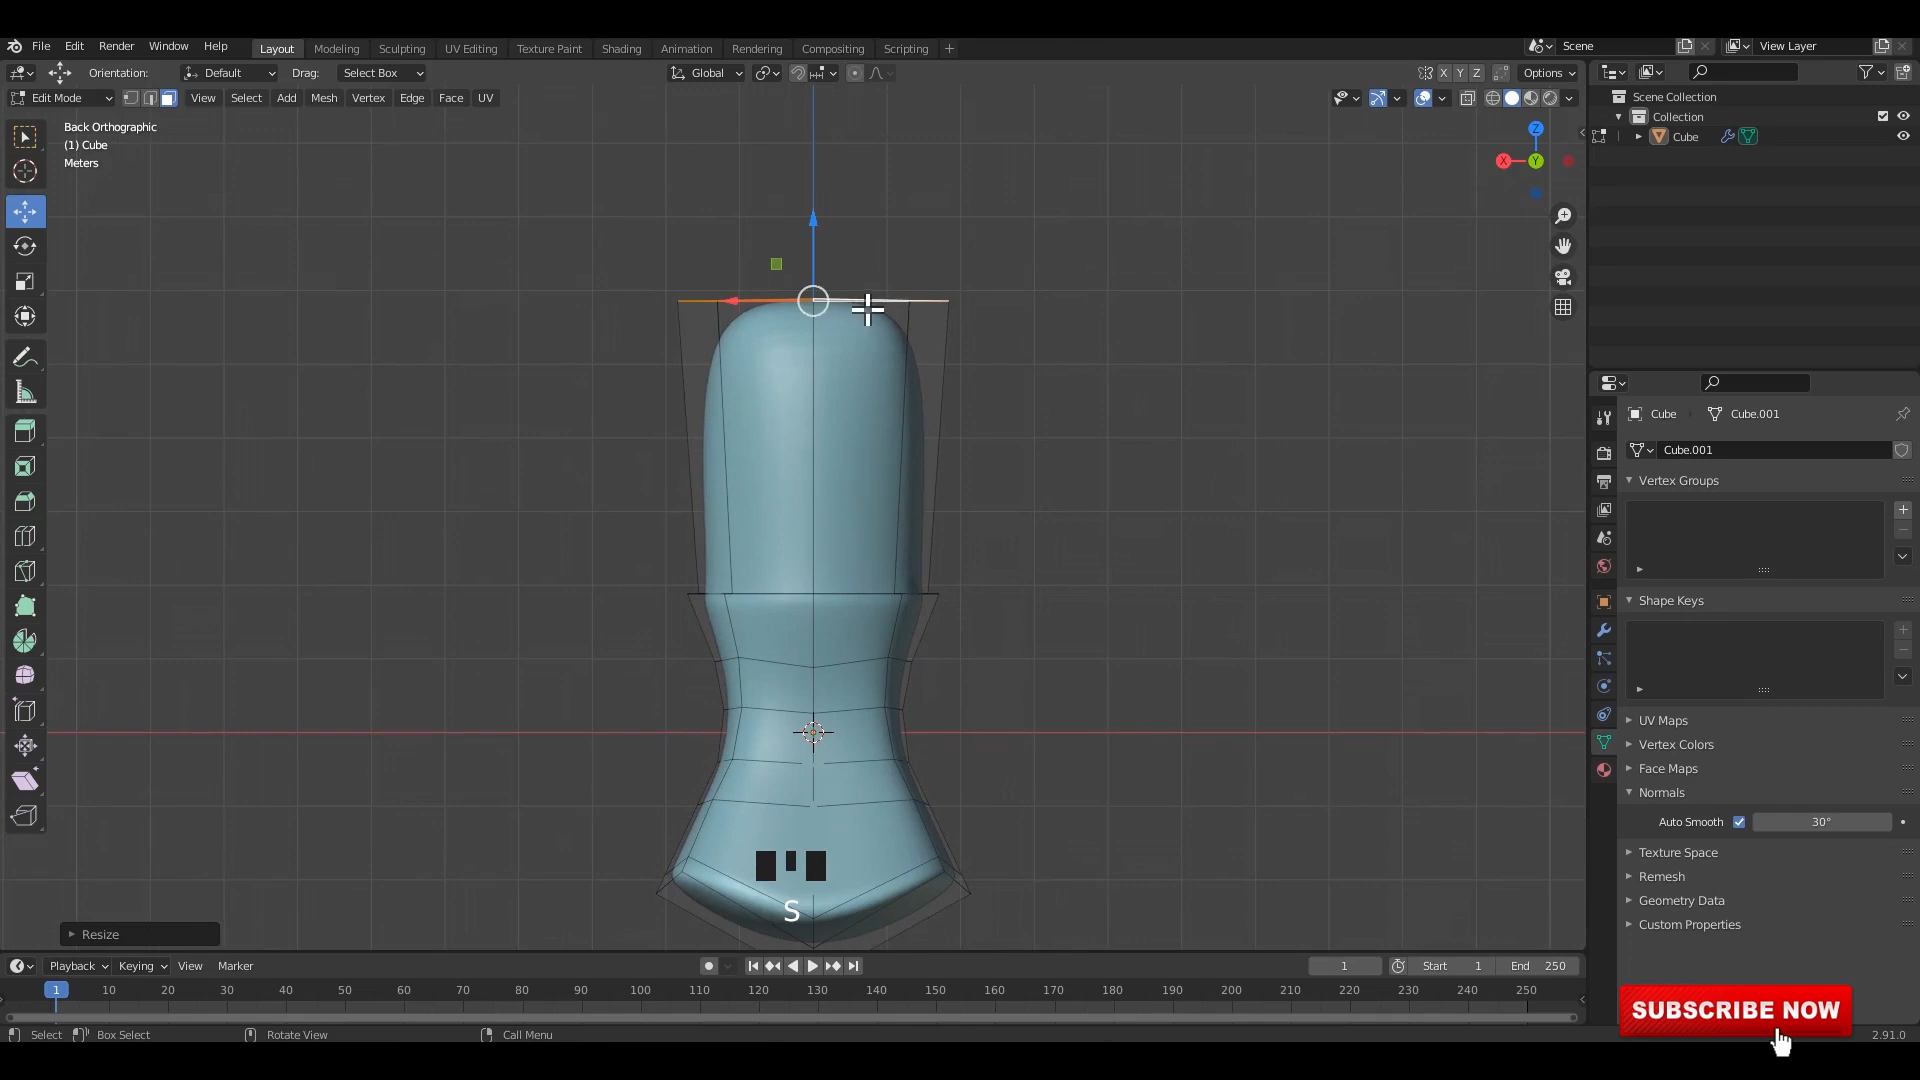 File Edit Render Window Help Layout Modeling Sculpting UV Editing Texture Paint Shading Animation Rendering Compositing Scripting + Scene View Layer
Orientation: Default Drag: Select Box Global X Y Z Options
Edit Mode View Select Add Mesh Vertex Edge Face UV
Back Orthographic
(1) Cube
Meters
Z
X Y
Scene Collection
Collection
Cube
Cube Cube.001
Cube.001
Vertex Groups
Shape Keys
UV Maps
Vertex Colors
Face Maps
Normals
Auto Smooth 30°
Texture Space
Remesh
Geometry Data
Custom Properties
S
Resize
Playback Keying View Marker 1 Start 1 End 250
1 10 20 30 40 50 60 70 80 90 100 110 120 130 140 150 160 170 180 190 200 210 220 230 240 250
SUBSCRIBE NOW
Select Box Select Rotate View Call Menu 2.91.0